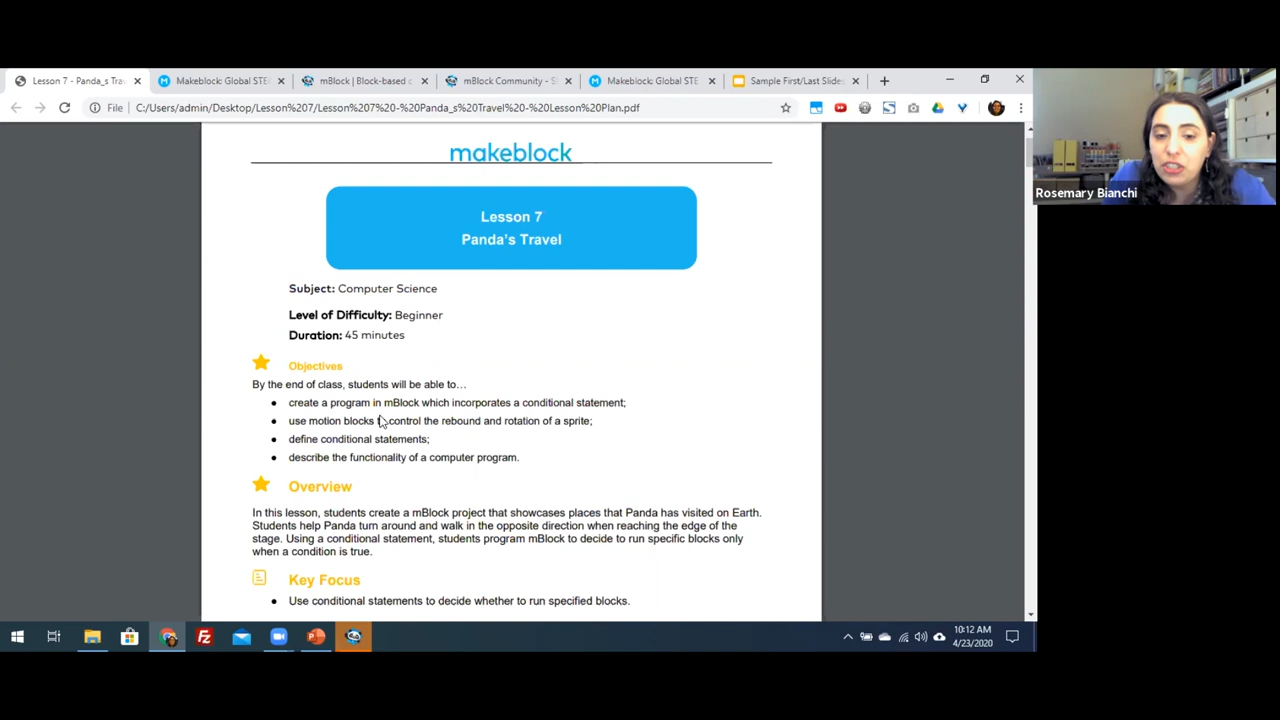 Lesson 7 - Panda_s Trav
Makeblock: Global STE
mBlock | Block-based c
mBlock Community - S
Makeblock: Global STE
Sample First/Last Slides
File
C:/Users/admin/Desktop/Lesson%207/Lesson%207%20-%20Panda_s%20Travel%20-%20Lesson%20Plan.pdf
makeblock
Lesson 7
Panda's Travel
Rosemary Bianchi
Subject: Computer Science
Level of Difficulty: Beginner
Duration: 45 minutes
Objectives
By the end of class, students will be able to…
• create a program in mBlock which incorporates a conditional statement;
• use motion blocks to control the rebound and rotation of a sprite;
• define conditional statements;
• describe the functionality of a computer program.
Overview
In this lesson, students create a mBlock project that showcases places that Panda has visited on Earth.
Students help Panda turn around and walk in the opposite direction when reaching the edge of the
stage. Using a conditional statement, students program mBlock to decide to run specific blocks only
when a condition is true.
Key Focus
• Use conditional statements to decide whether to run specified blocks.
10:12 AM
4/23/2020